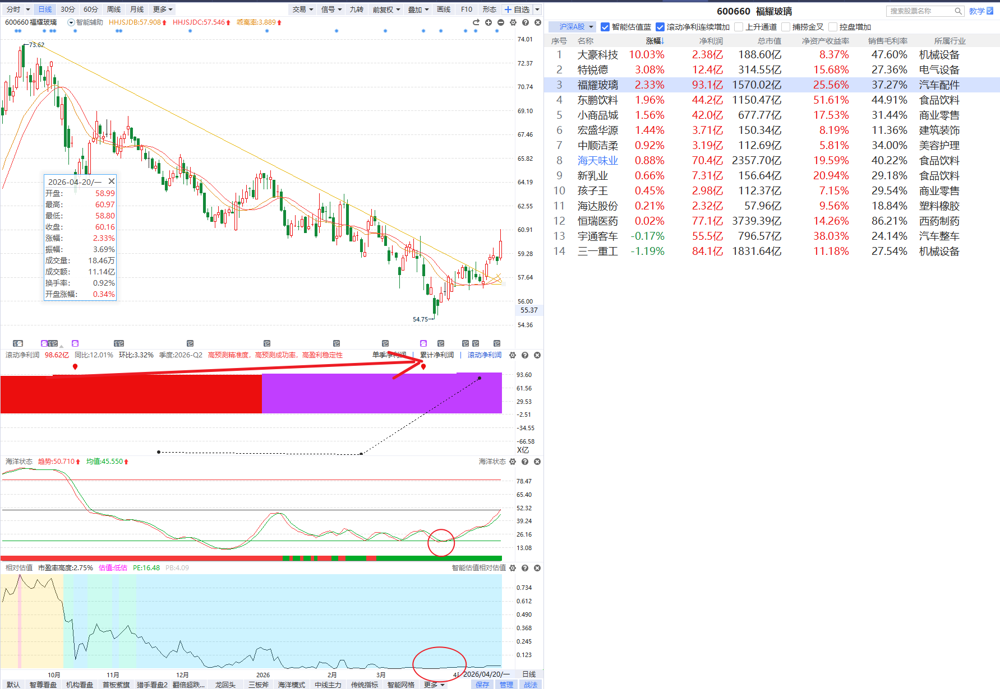 分时 日线 30分 60分 周线 月线 更多 交易 信号 九转 前复权 叠加 画线 F10 形态 自选
600660福耀玻璃 智能辅助 HHJSJDB:57.908 HHJSJDC:57.546 乖离率:3.889
74.01
73.62
72.37
70.74
69.10
67.46
65.82
64.19
62.55
60.91
59.28
57.64
56.00
55.37
54.36
54.75
2026-04-20/一
开盘: 58.99
最高: 60.97
最低: 58.80
收盘: 60.16
涨幅: 2.33%
振幅: 3.69%
成交量: 18.46万
成交额: 11.14亿
换手率: 0.92%
开盘涨幅: 0.34%
滚动净利润 98.62亿 同比:12.01% 环比:3.32% 季度:2026-Q2 高预测精准度, 高预测成功率, 高盈利稳定性 单季净利润 | 累计净利润 | 滚动净利润
93.60
61.56
29.53
-2.51
-34.55
-66.58
X亿
海洋状态 趋势:50.710 均值:45.550 海洋状态
78.47
65.40
52.32
39.24
26.16
13.08
相对估值 市盈率高度:2.75% 估值:低估 PE:16.48 PB:4.09 智能估值相对估值
0.734
0.612
0.490
0.368
0.245
0.123
10月 11月 12月 2026 2月 3月 2026/04/20/一 日线
默认 智尊看盘 机构看盘 首板紫旗 猎手看盘2 翻倍超跌... 龙回头 三板斧 海洋模式 中线主力 传统指标 智能网格 更多 保存 管理 战法
600660 福耀玻璃 搜索股票名称 教学
沪深A股 智能估值蓝 滚动净利连续增加 上升通道 捕捞金叉 控盘增加
序号 名称 涨幅↓ 净利润 总市值 净资产收益率 销售毛利率 所属行业
1 大豪科技 10.03% 2.38亿 188.60亿 8.37% 47.60% 机械设备
2 特锐德 3.08% 12.4亿 314.55亿 15.68% 27.36% 电气设备
3 福耀玻璃 2.33% 93.1亿 1570.02亿 25.56% 37.27% 汽车配件
4 东鹏饮料 1.96% 44.2亿 1150.47亿 51.61% 44.91% 食品饮料
5 小商品城 1.56% 42.0亿 677.77亿 17.53% 31.44% 商业零售
6 宏盛华源 1.44% 3.71亿 150.34亿 8.19% 11.36% 建筑装饰
7 中顺洁柔 0.92% 3.19亿 112.69亿 5.81% 34.00% 美容护理
8 海天味业 0.88% 70.4亿 2357.70亿 19.59% 40.22% 食品饮料
9 新乳业 0.66% 7.31亿 156.64亿 20.94% 29.18% 食品饮料
10 孩子王 0.45% 2.98亿 112.37亿 7.15% 29.54% 商业零售
11 海达股份 0.21% 2.32亿 57.96亿 9.56% 18.84% 塑料橡胶
12 恒瑞医药 0.02% 77.1亿 3739.39亿 14.26% 86.21% 西药制药
13 宇通客车 -0.17% 55.5亿 796.57亿 38.03% 24.14% 汽车整车
14 三一重工 -1.19% 84.1亿 1831.64亿 11.18% 27.54% 机械设备